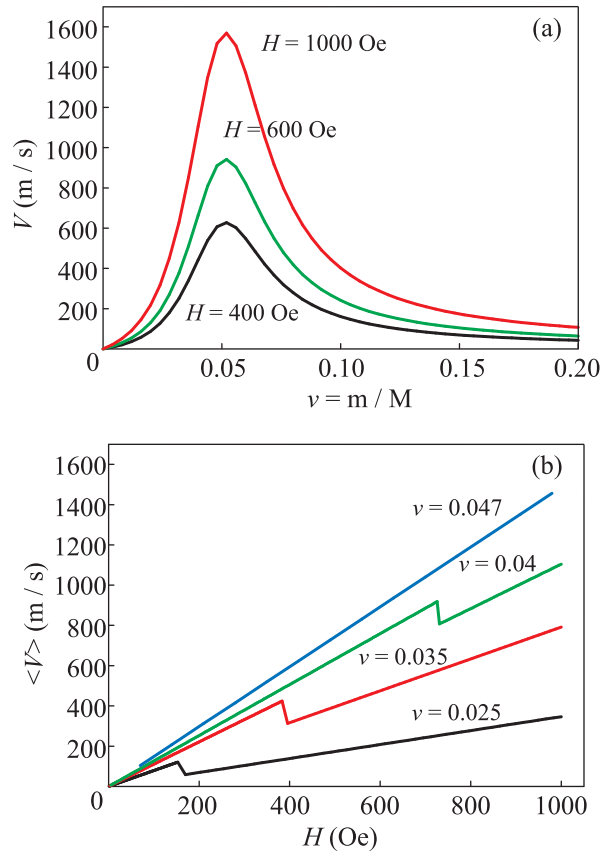 (a)
1600
1400
1200
1000
800
600
400
200
0
V (m / s)
H = 1000 Oe
H = 600 Oe
H = 400 Oe
0.05
0.10
0.15
0.20
ν = m / M
(b)
1600
1400
1200
1000
800
600
400
200
0
<V> (m / s)
ν = 0.047
ν = 0.04
ν = 0.035
ν = 0.025
200
400
600
800
1000
H (Oe)